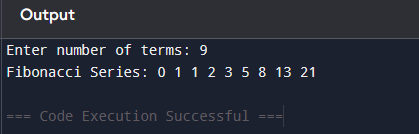 Output
Enter number of terms: 9
Fibonacci Series: 0 1 1 2 3 5 8 13 21
=== Code Execution Successful ===